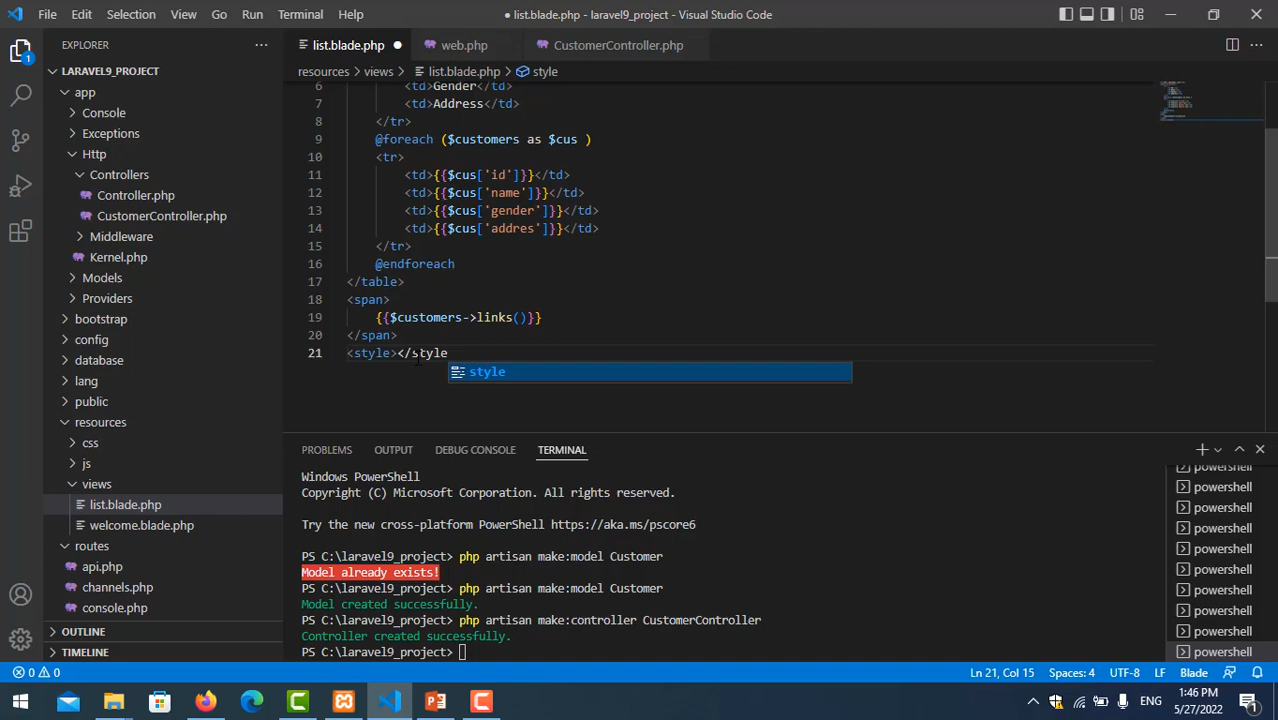 File Edit Selection View Go Run Terminal Help
● list.blade.php - laravel9_project - Visual Studio Code
EXPLORER
list.blade.php
web.php
CustomerController.php
LARAVEL9_PROJECT
resources > views > list.blade.php > style
app
Console
Exceptions
Http
Controllers
Controller.php
CustomerController.php
Middleware
Kernel.php
Models
Providers
bootstrap
config
database
lang
public
resources
css
js
views
list.blade.php
welcome.blade.php
routes
api.php
channels.php
console.php
OUTLINE
TIMELINE
1
6 <td>Gender</td>
7 <td>Address</td>
8 </tr>
9 @foreach ($customers as $cus )
10 <tr>
11 <td>{{$cus['id']}}</td>
12 <td>{{$cus['name']}}</td>
13 <td>{{$cus['gender']}}</td>
14 <td>{{$cus['addres']}}</td>
15 </tr>
16 @endforeach
17 </table>
18 <span>
19 {{$customers->links()}}
20 </span>
21 <style></style
style
PROBLEMS OUTPUT DEBUG CONSOLE TERMINAL
Windows PowerShell
Copyright (C) Microsoft Corporation. All rights reserved.
Try the new cross-platform PowerShell https://aka.ms/pscore6
PS C:\laravel9_project> php artisan make:model Customer
Model already exists!
PS C:\laravel9_project> php artisan make:model Customer
Model created successfully.
PS C:\laravel9_project> php artisan make:controller CustomerController
Controller created successfully.
PS C:\laravel9_project>
powershell
powershell
powershell
powershell
powershell
powershell
powershell
powershell
powershell
powershell
0 0
Ln 21, Col 15 Spaces: 4 UTF-8 LF Blade
ENG
1:46 PM
5/27/2022
1